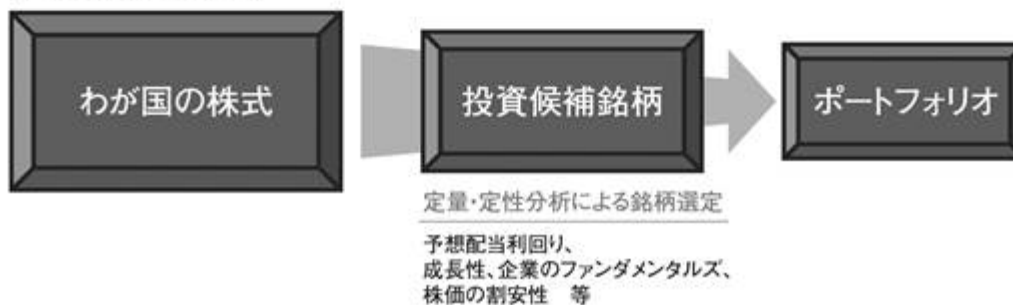 わが国の株式
投資候補銘柄
ポートフォリオ
定量・定性分析による銘柄選定
予想配当利回り、
成長性、企業のファンダメンタルズ、
株価の割安性　等